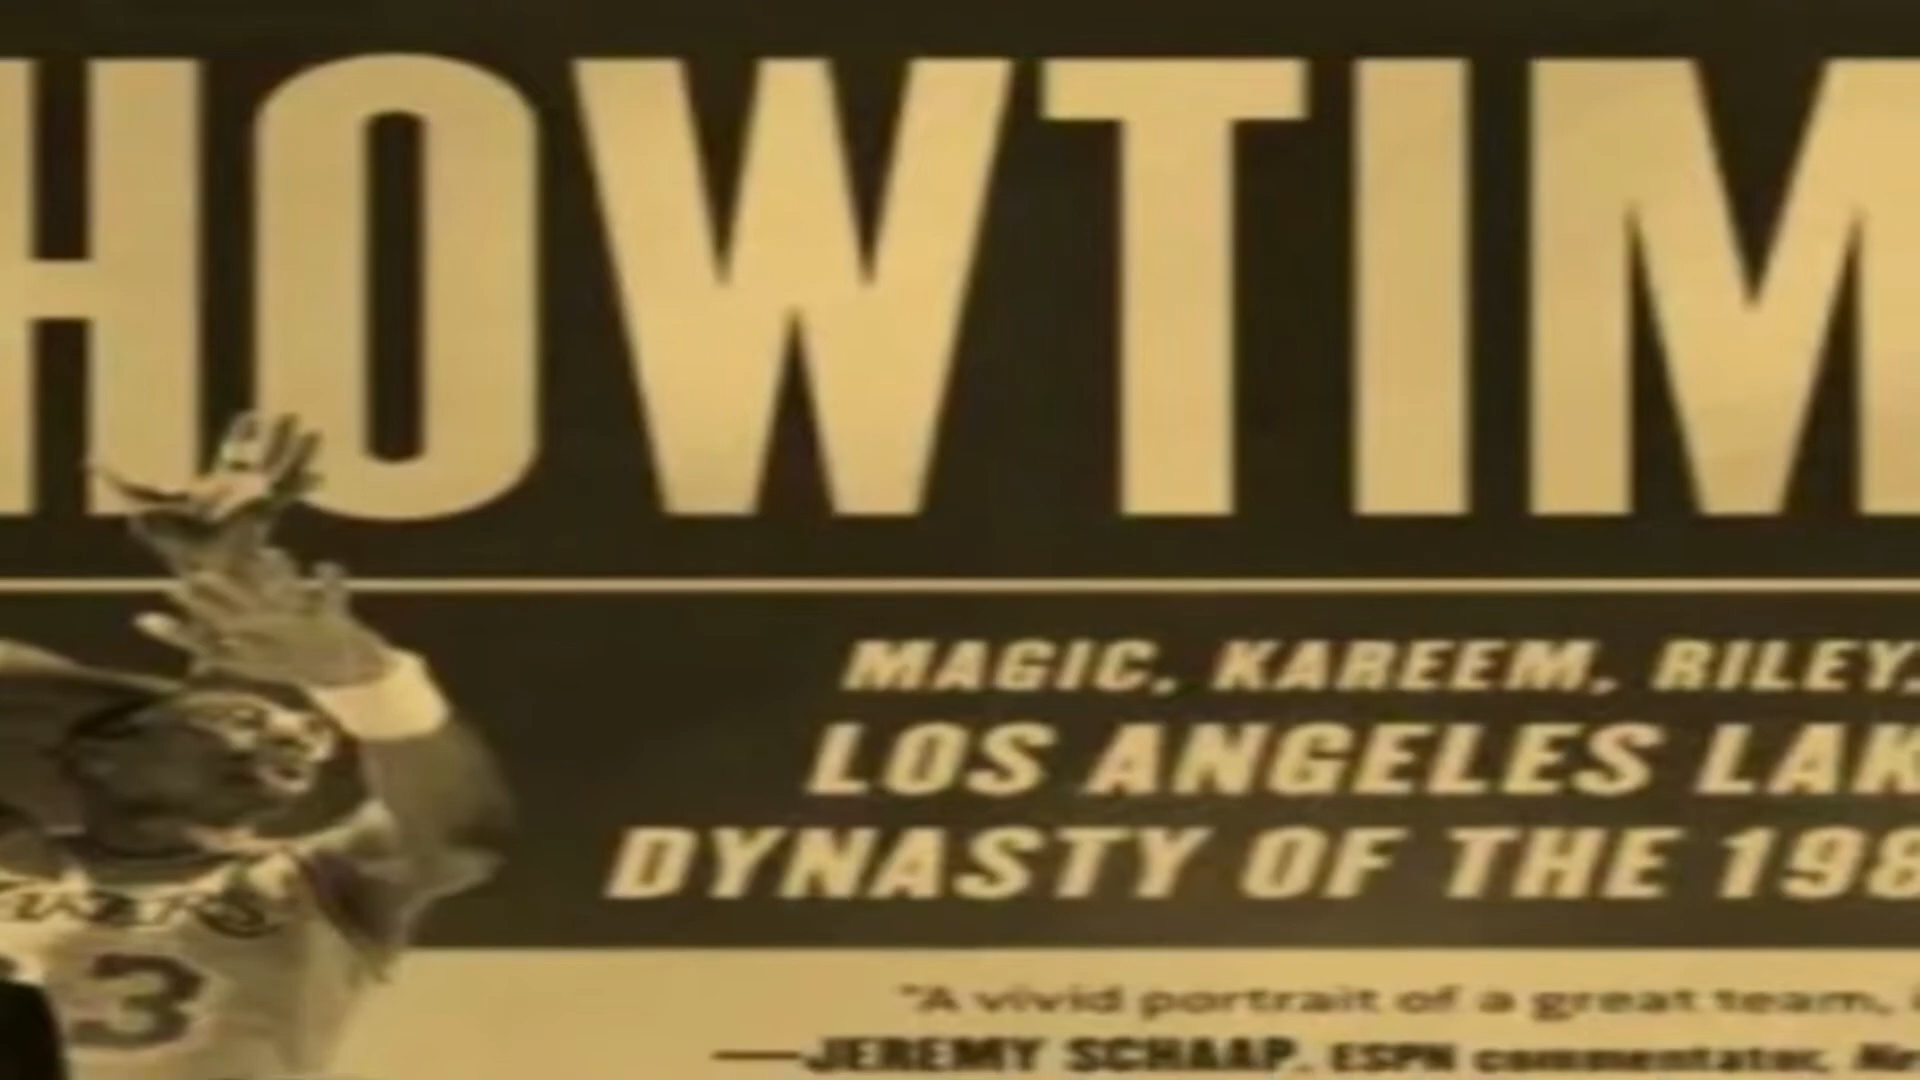 HOWTIM
MAGIC, KAREEM, RILEY,
LOS ANGELES LAK
DYNASTY OF THE 198
"A vivid portrait of a great team,
—JEREMY SCHAAP, ESPN commentator,
3